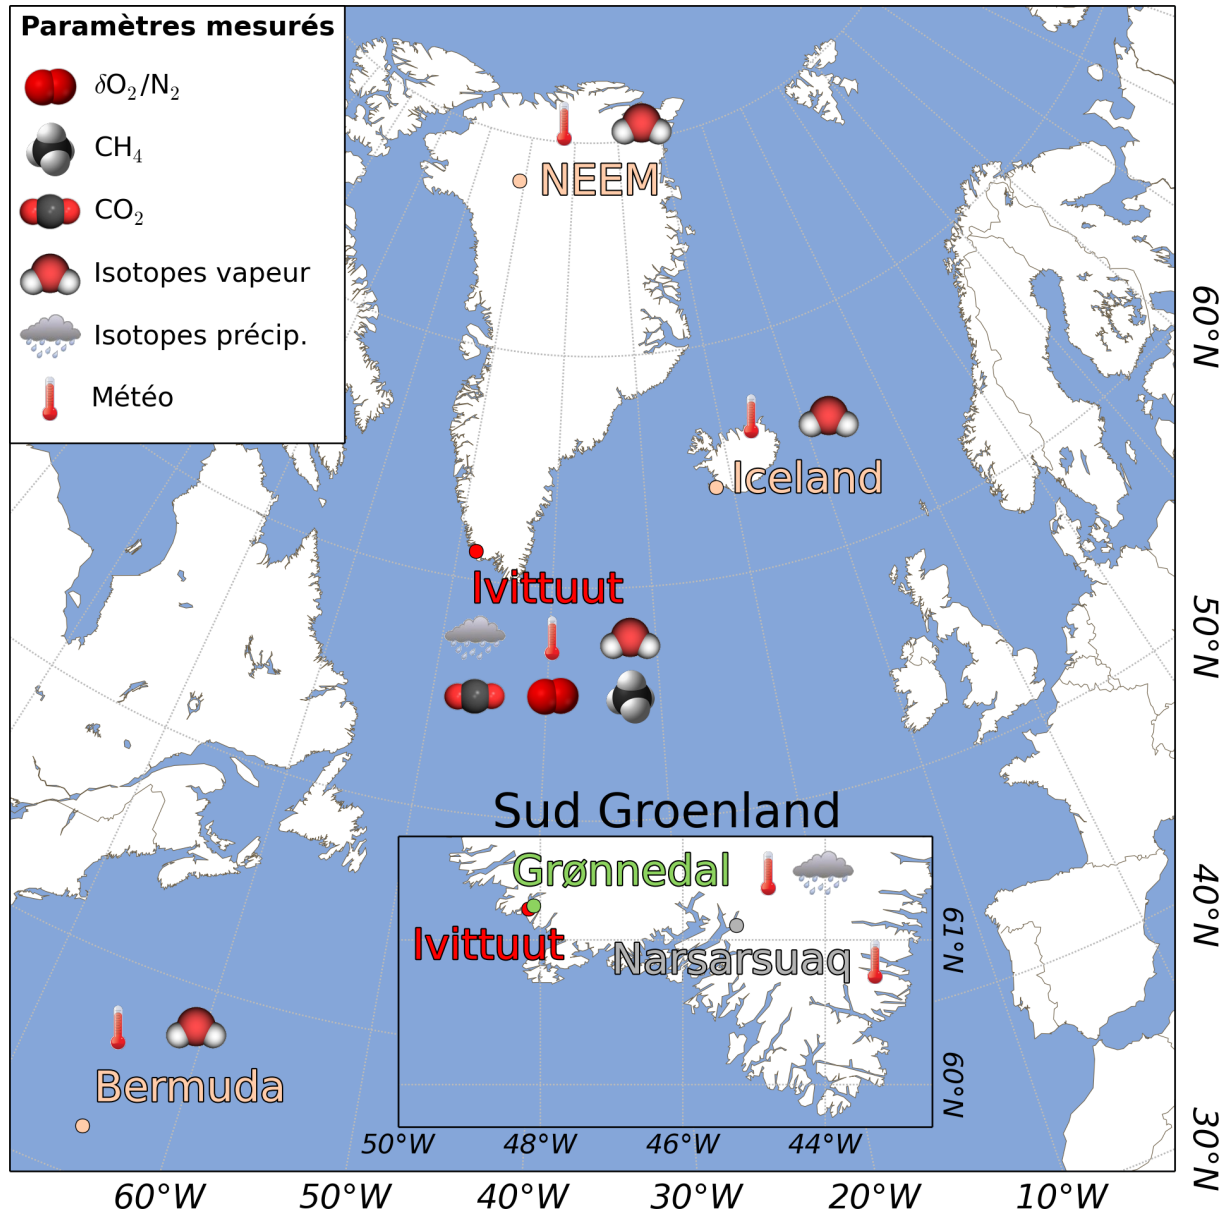 Paramètres mesurés
δO₂/N₂
CH₄
CO₂
Isotopes vapeur
Isotopes précip.
Météo
NEEM
Iceland
Ivittuut
Sud Groenland
Grønnedal
Ivittuut
Narsarsuaq
Bermuda
61°N
60°N
50°W 48°W 46°W 44°W
60°N
50°N
40°N
30°N
60°W 50°W 40°W 30°W 20°W 10°W